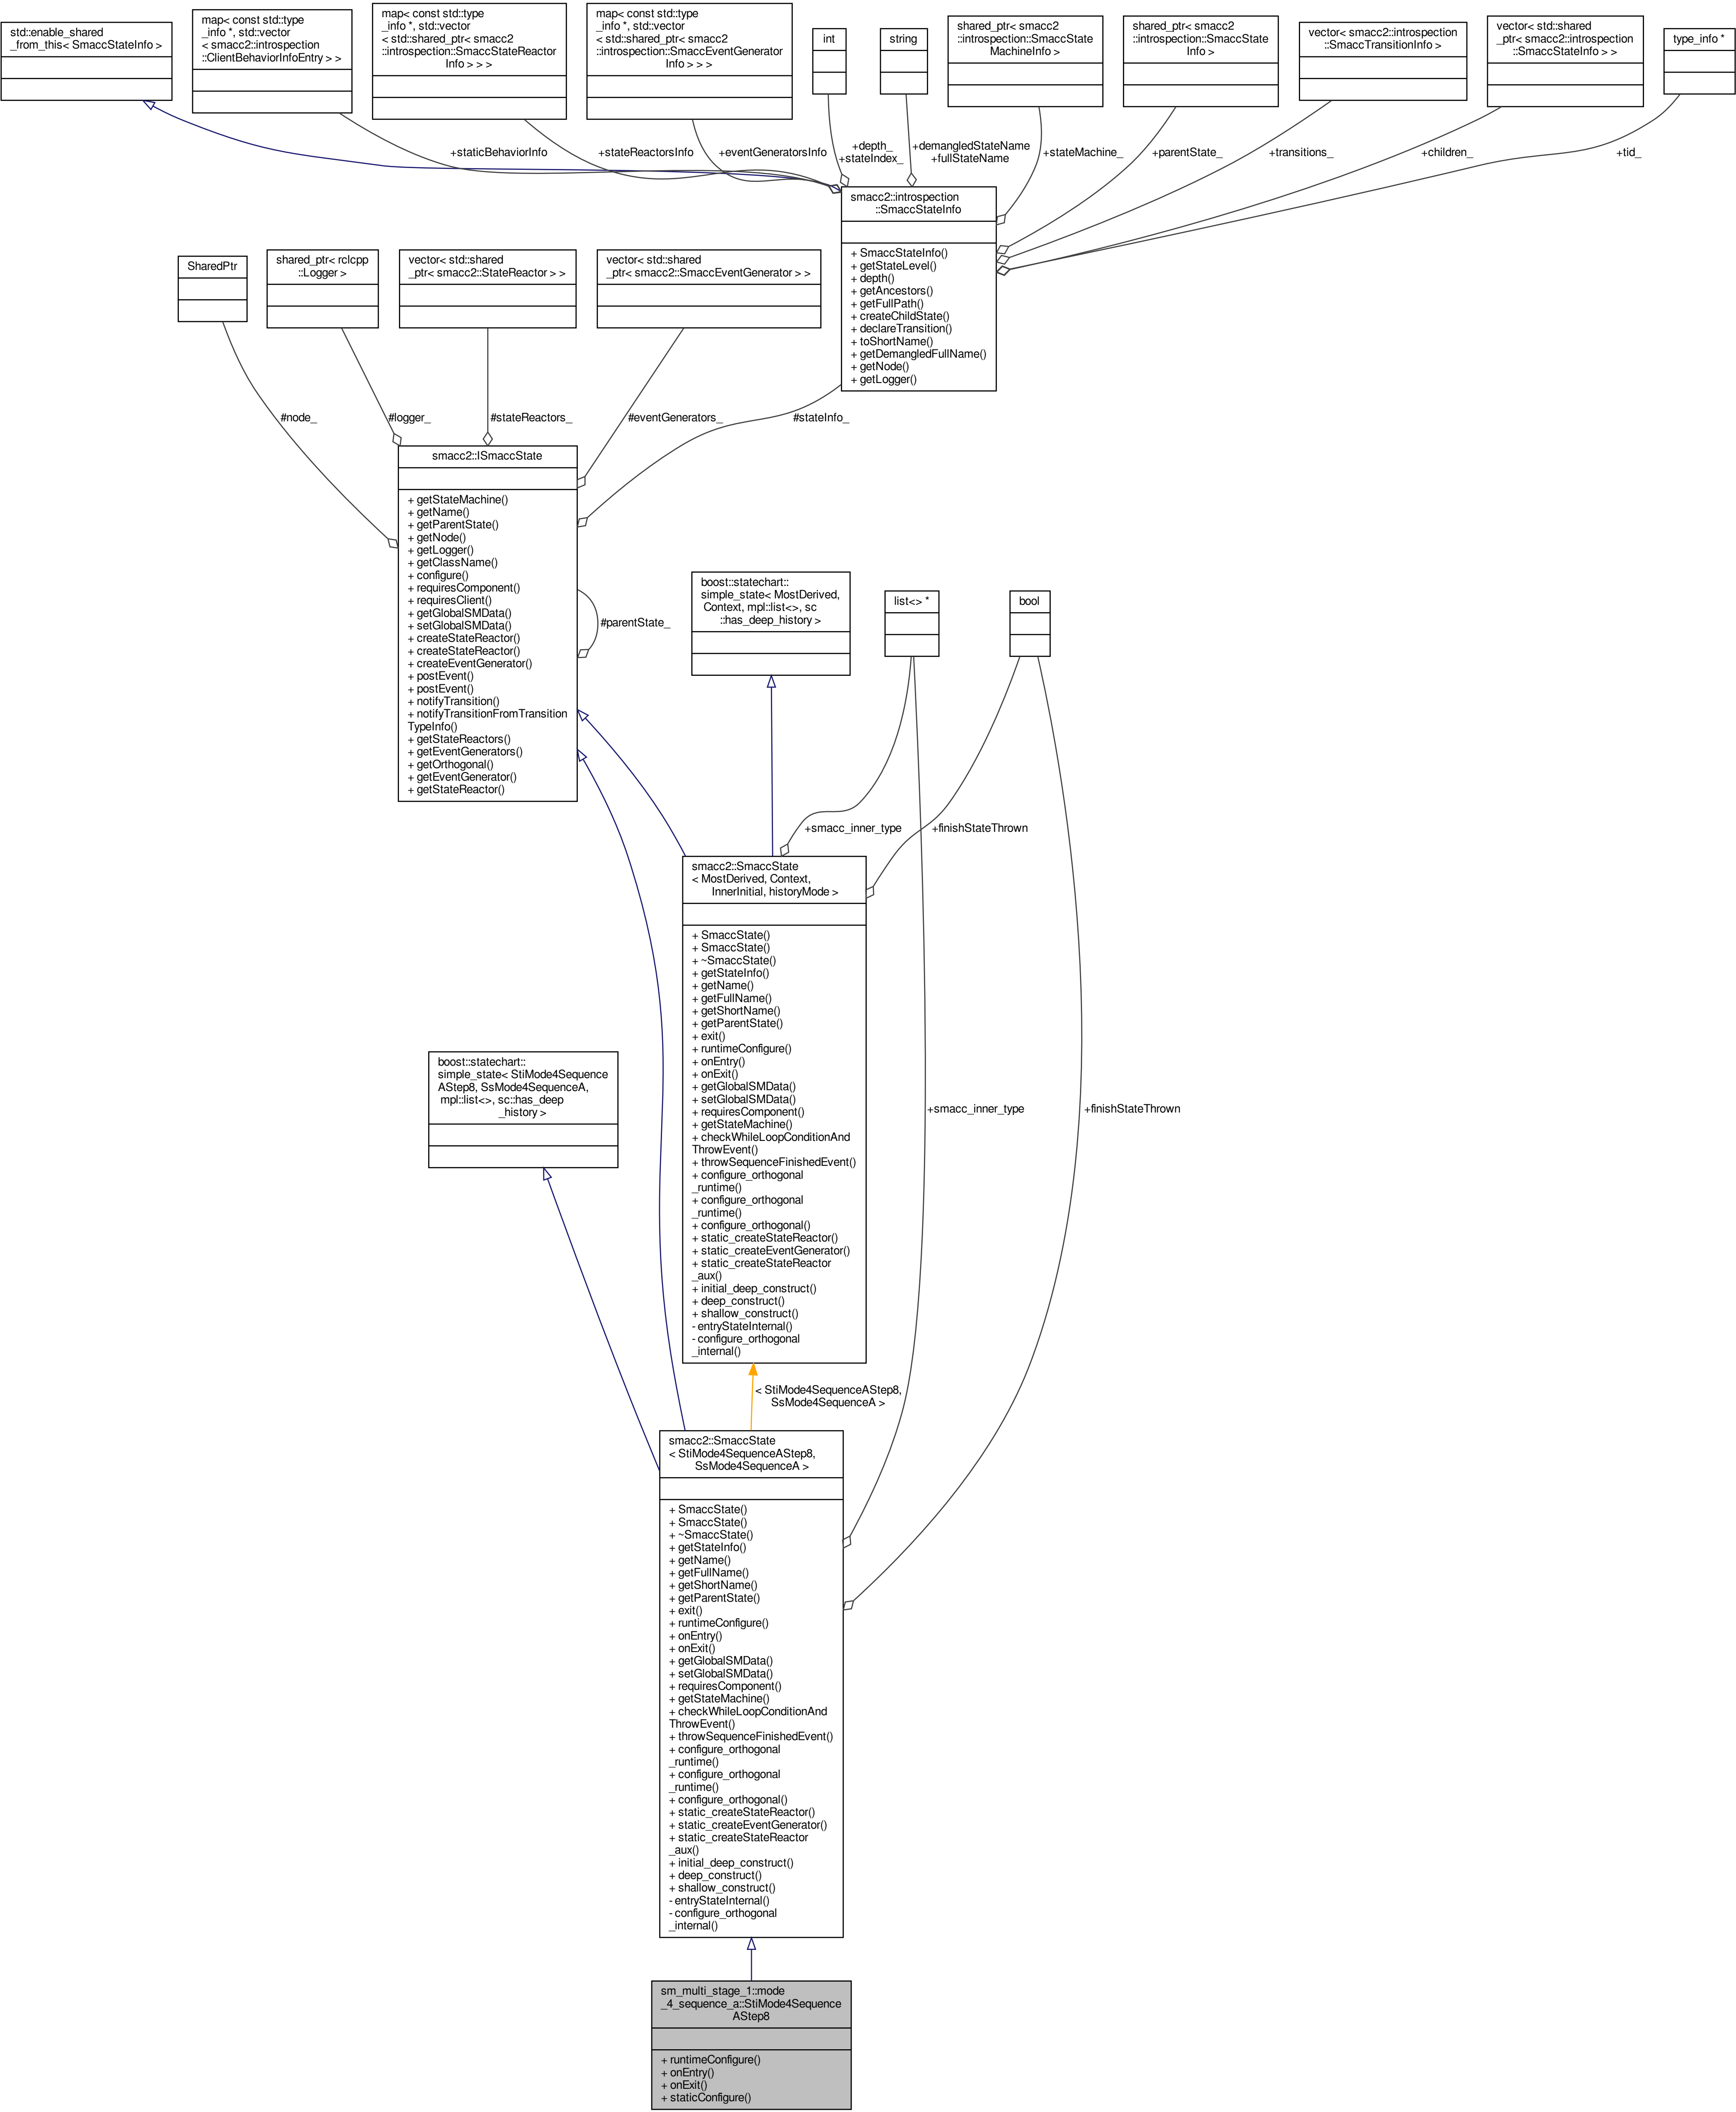 std::enable_shared
_from_this< SmaccStateInfo >
map< const std::type
_info *, std::vector
< smacc2::introspection
::ClientBehaviorInfoEntry > >
map< const std::type
_info *, std::vector
< std::shared_ptr< smacc2
::introspection::SmaccStateReactor
Info > > >
map< const std::type
_info *, std::vector
< std::shared_ptr< smacc2
::introspection::SmaccEventGenerator
Info > > >
int
string
shared_ptr< smacc2
::introspection::SmaccState
MachineInfo >
shared_ptr< smacc2
::introspection::SmaccState
Info >
vector< smacc2::introspection
::SmaccTransitionInfo >
vector< std::shared
_ptr< smacc2::introspection
::SmaccStateInfo > >
type_info *
+staticBehaviorInfo
+stateReactorsInfo
+eventGeneratorsInfo
+depth_
+stateIndex_
+demangledStateName
+fullStateName
+stateMachine_
+parentState_
+transitions_
+children_
+tid_
smacc2::introspection
::SmaccStateInfo
+ SmaccStateInfo()
+ getStateLevel()
+ depth()
+ getAncestors()
+ getFullPath()
+ createChildState()
+ declareTransition()
+ toShortName()
+ getDemangledFullName()
+ getNode()
+ getLogger()
SharedPtr
shared_ptr< rclcpp
::Logger >
vector< std::shared
_ptr< smacc2::StateReactor > >
vector< std::shared
_ptr< smacc2::SmaccEventGenerator > >
#node_
#logger_
#stateReactors_
#eventGenerators_
#stateInfo_
smacc2::ISmaccState
+ getStateMachine()
+ getName()
+ getParentState()
+ getNode()
+ getLogger()
+ getClassName()
+ configure()
+ requiresComponent()
+ requiresClient()
+ getGlobalSMData()
+ setGlobalSMData()
+ createStateReactor()
+ createStateReactor()
+ createEventGenerator()
+ postEvent()
+ postEvent()
+ notifyTransition()
+ notifyTransitionFromTransition
TypeInfo()
+ getStateReactors()
+ getEventGenerators()
+ getOrthogonal()
+ getEventGenerator()
+ getStateReactor()
#parentState_
boost::statechart::
simple_state< MostDerived,
Context, mpl::list<>, sc
::has_deep_history >
list<> *
bool
+smacc_inner_type
+finishStateThrown
smacc2::SmaccState
< MostDerived, Context,
InnerInitial, historyMode >
+ SmaccState()
+ SmaccState()
+ ~SmaccState()
+ getStateInfo()
+ getName()
+ getFullName()
+ getShortName()
+ getParentState()
+ exit()
+ runtimeConfigure()
+ onEntry()
+ onExit()
+ getGlobalSMData()
+ setGlobalSMData()
+ requiresComponent()
+ getStateMachine()
+ checkWhileLoopConditionAnd
ThrowEvent()
+ throwSequenceFinishedEvent()
+ configure_orthogonal
_runtime()
+ configure_orthogonal
_runtime()
+ configure_orthogonal()
+ static_createStateReactor()
+ static_createEventGenerator()
+ static_createStateReactor
_aux()
+ initial_deep_construct()
+ deep_construct()
+ shallow_construct()
- entryStateInternal()
- configure_orthogonal
_internal()
boost::statechart::
simple_state< StiMode4Sequence
AStep8, SsMode4SequenceA,
mpl::list<>, sc::has_deep
_history >
+smacc_inner_type
+finishStateThrown
< StiMode4SequenceAStep8,
SsMode4SequenceA >
smacc2::SmaccState
< StiMode4SequenceAStep8,
SsMode4SequenceA >
+ SmaccState()
+ SmaccState()
+ ~SmaccState()
+ getStateInfo()
+ getName()
+ getFullName()
+ getShortName()
+ getParentState()
+ exit()
+ runtimeConfigure()
+ onEntry()
+ onExit()
+ getGlobalSMData()
+ setGlobalSMData()
+ requiresComponent()
+ getStateMachine()
+ checkWhileLoopConditionAnd
ThrowEvent()
+ throwSequenceFinishedEvent()
+ configure_orthogonal
_runtime()
+ configure_orthogonal
_runtime()
+ configure_orthogonal()
+ static_createStateReactor()
+ static_createEventGenerator()
+ static_createStateReactor
_aux()
+ initial_deep_construct()
+ deep_construct()
+ shallow_construct()
- entryStateInternal()
- configure_orthogonal
_internal()
sm_multi_stage_1::mode
_4_sequence_a::StiMode4Sequence
AStep8
+ runtimeConfigure()
+ onEntry()
+ onExit()
+ staticConfigure()